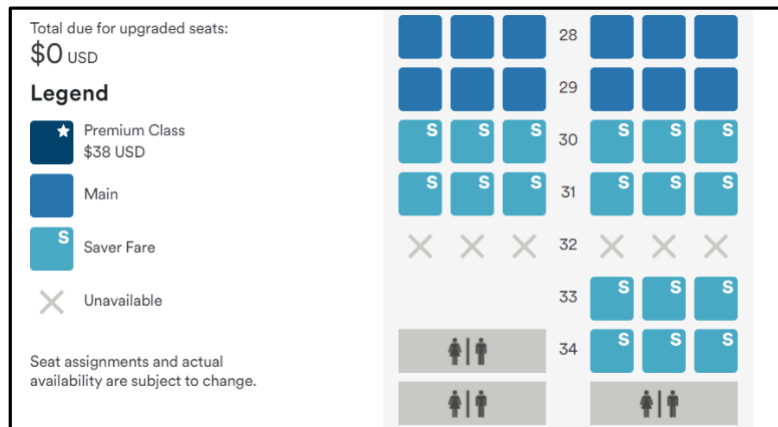 Total due for upgraded seats:
$0 USD
Legend
Premium Class
$38 USD
Main
S
Saver Fare
Unavailable
Seat assignments and actual
availability are subject to change.
28
29
S S S 30 S S S
S S S 31 S S S
32
33 S S S
34 S S S